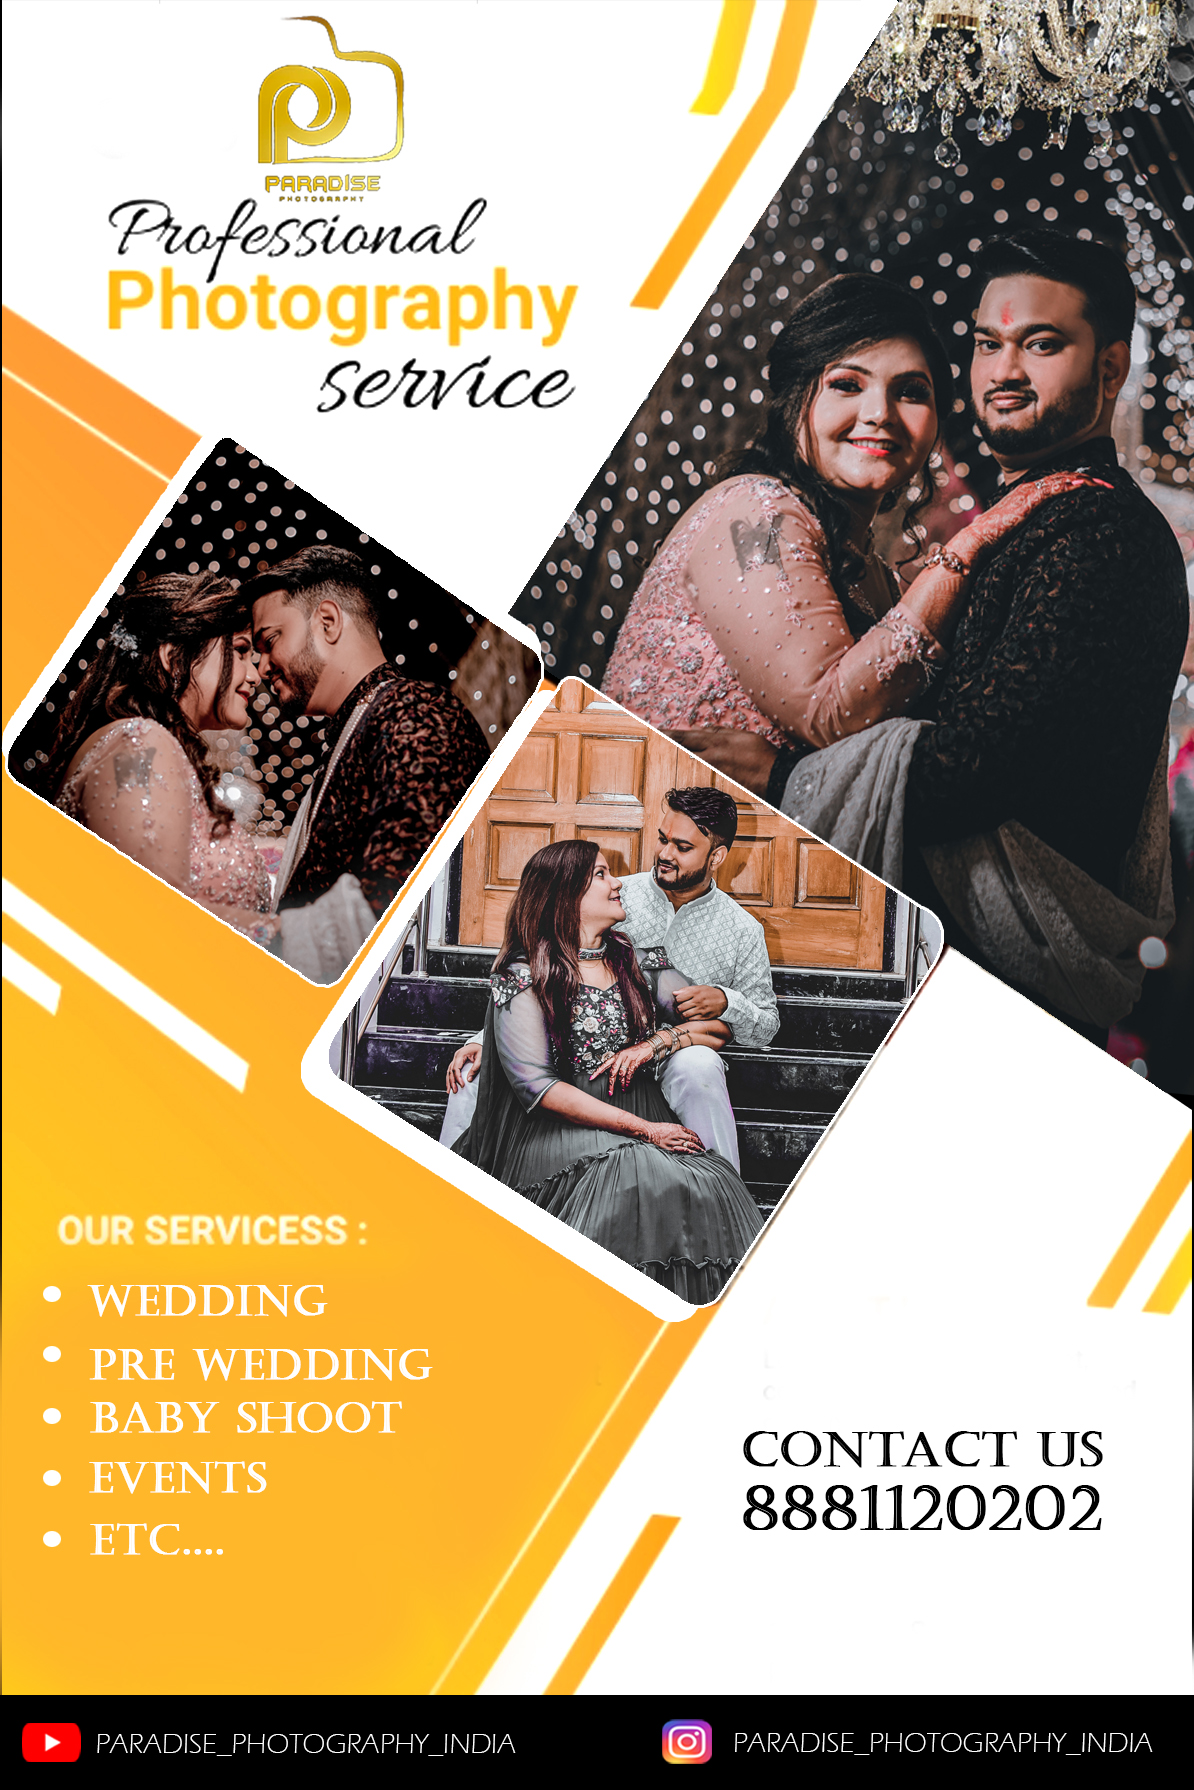 PARADISE
PHOTOGRAPHY
Professional
Photography
service
OUR SERVICESS :
• WEDDING
• PRE WEDDING
• BABY SHOOT
• EVENTS
• ETC....
CONTACT US
8881120202
PARADISE_PHOTOGRAPHY_INDIA
PARADISE_PHOTOGRAPHY_INDIA